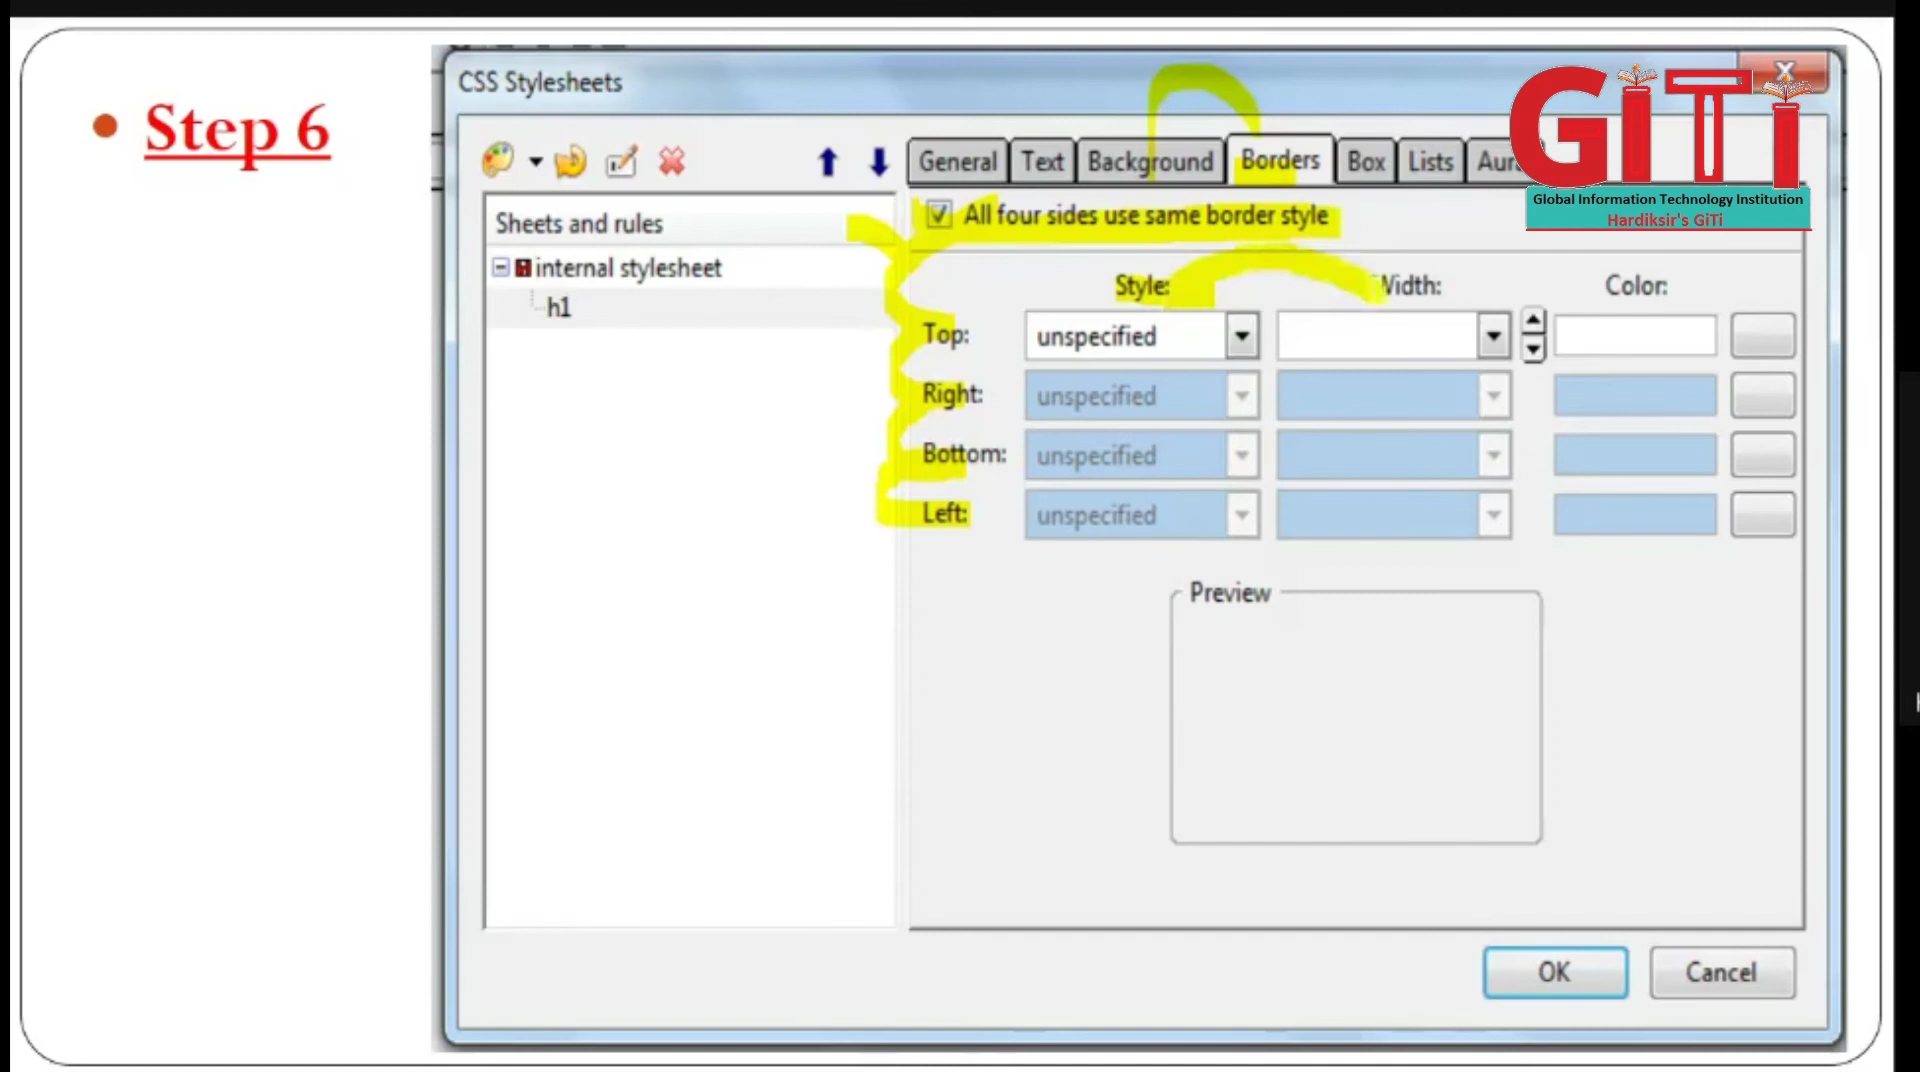 • Step 6
CSS Stylesheets
GiTi
Global Information Technology Institution
Hardiksir's GiTi
General Text Background Borders Box Lists
Sheets and rules
internal stylesheet
h1
All four sides use same border style
Style: Width: Color:
Top: unspecified
Right: unspecified
Bottom: unspecified
Left: unspecified
Preview
OK Cancel